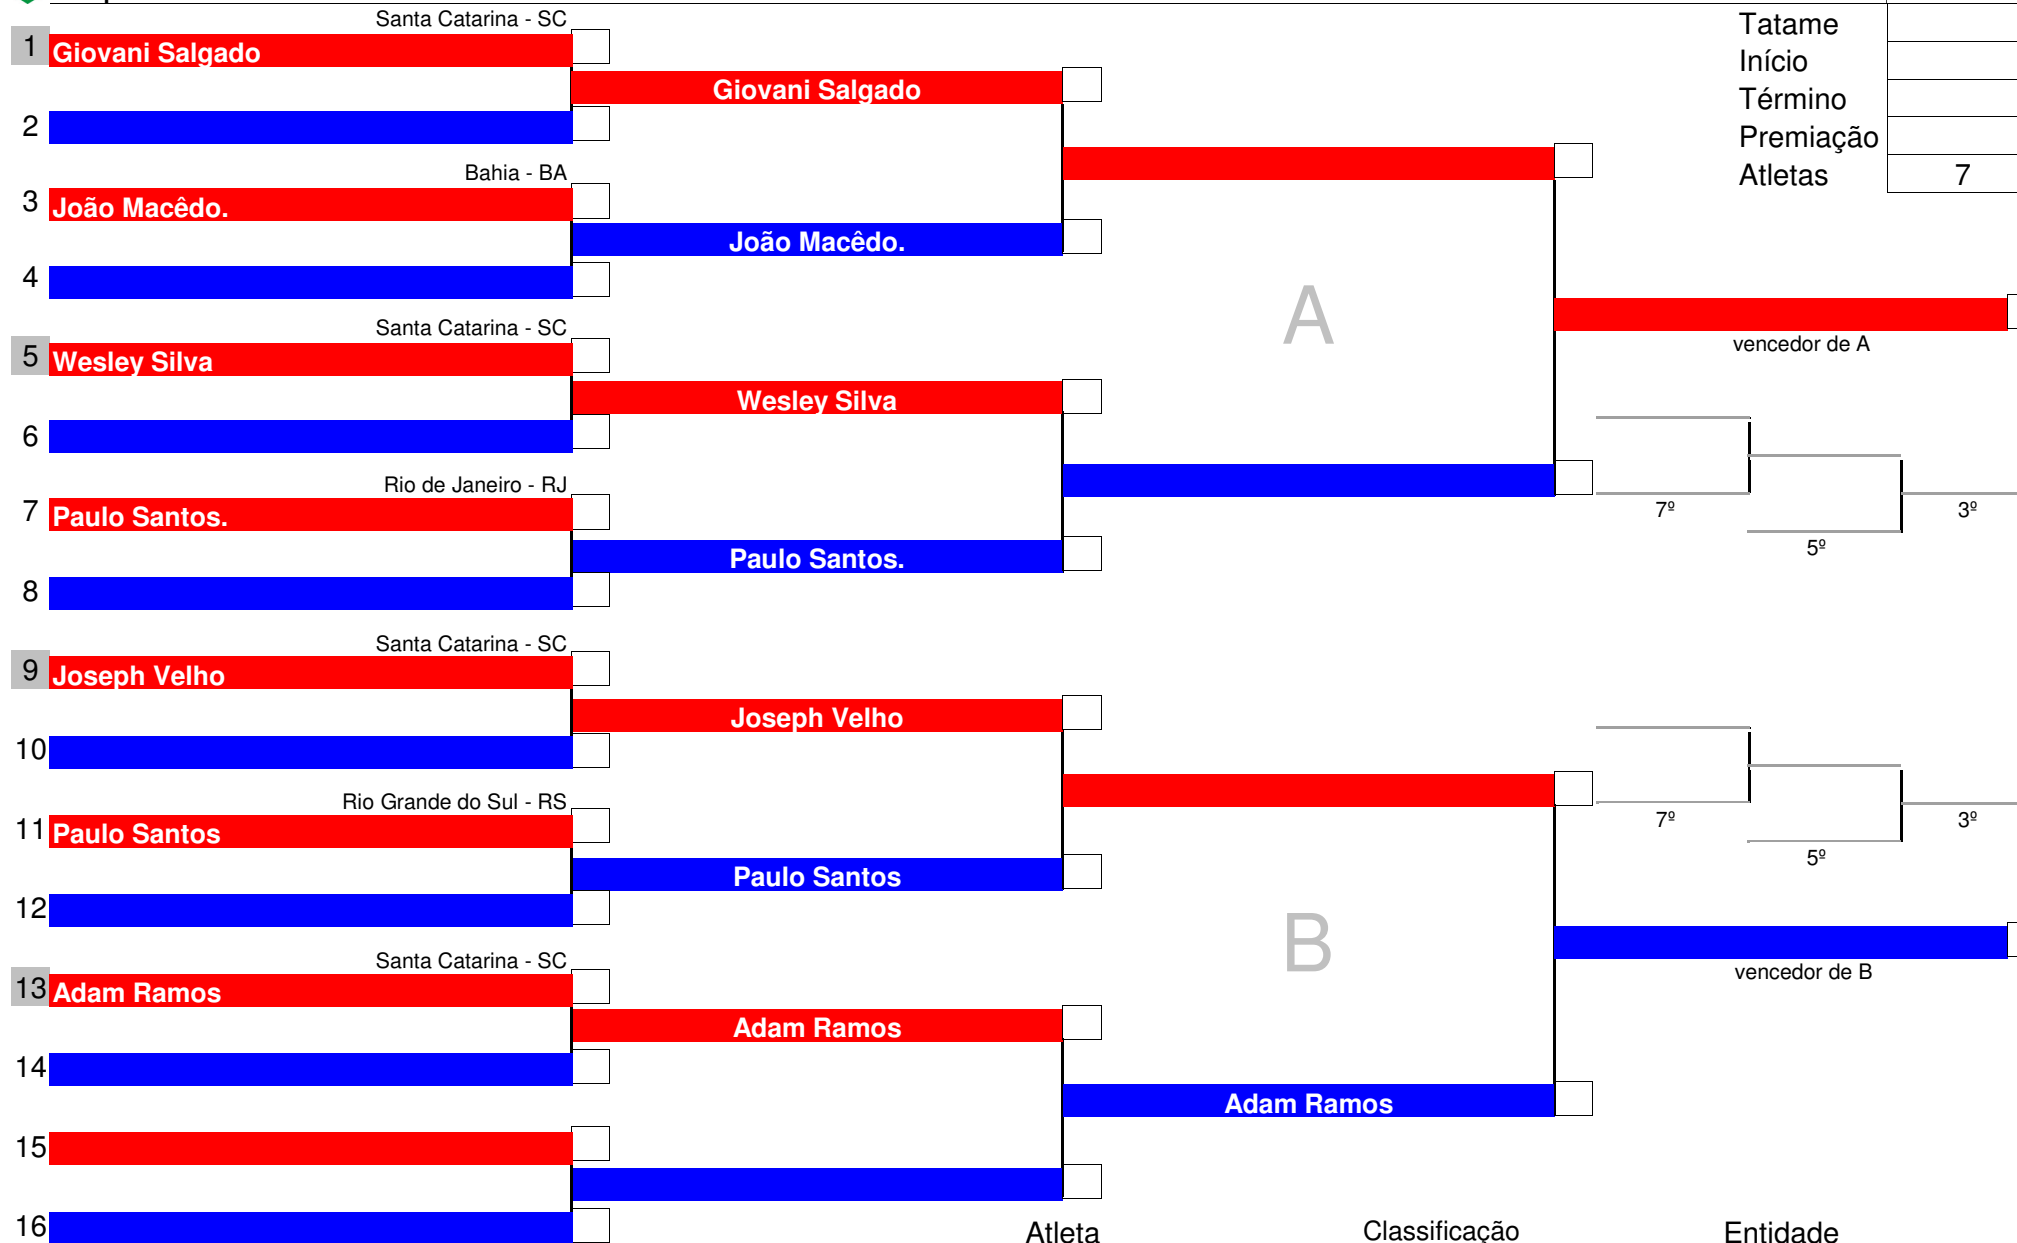 Santa Catarina - SC
Tatame
1 Giovani Salgado
Início
Giovani Salgado
Término
2
Premiação
Bahia - BA
Atletas 7
3 João Macêdo.
João Macêdo.
4
A
Santa Catarina - SC
vencedor de A
5 Wesley Silva
Wesley Silva
6
Rio de Janeiro - RJ
7 Paulo Santos.
7º 3º
5º
Paulo Santos.
8
Santa Catarina - SC
9 Joseph Velho
Joseph Velho
10
Rio Grande do Sul - RS
7º 3º
11 Paulo Santos
5º
Paulo Santos
12
B
Santa Catarina - SC
vencedor de B
13 Adam Ramos
Adam Ramos
14
Adam Ramos
15
16
Atleta Classificação Entidade